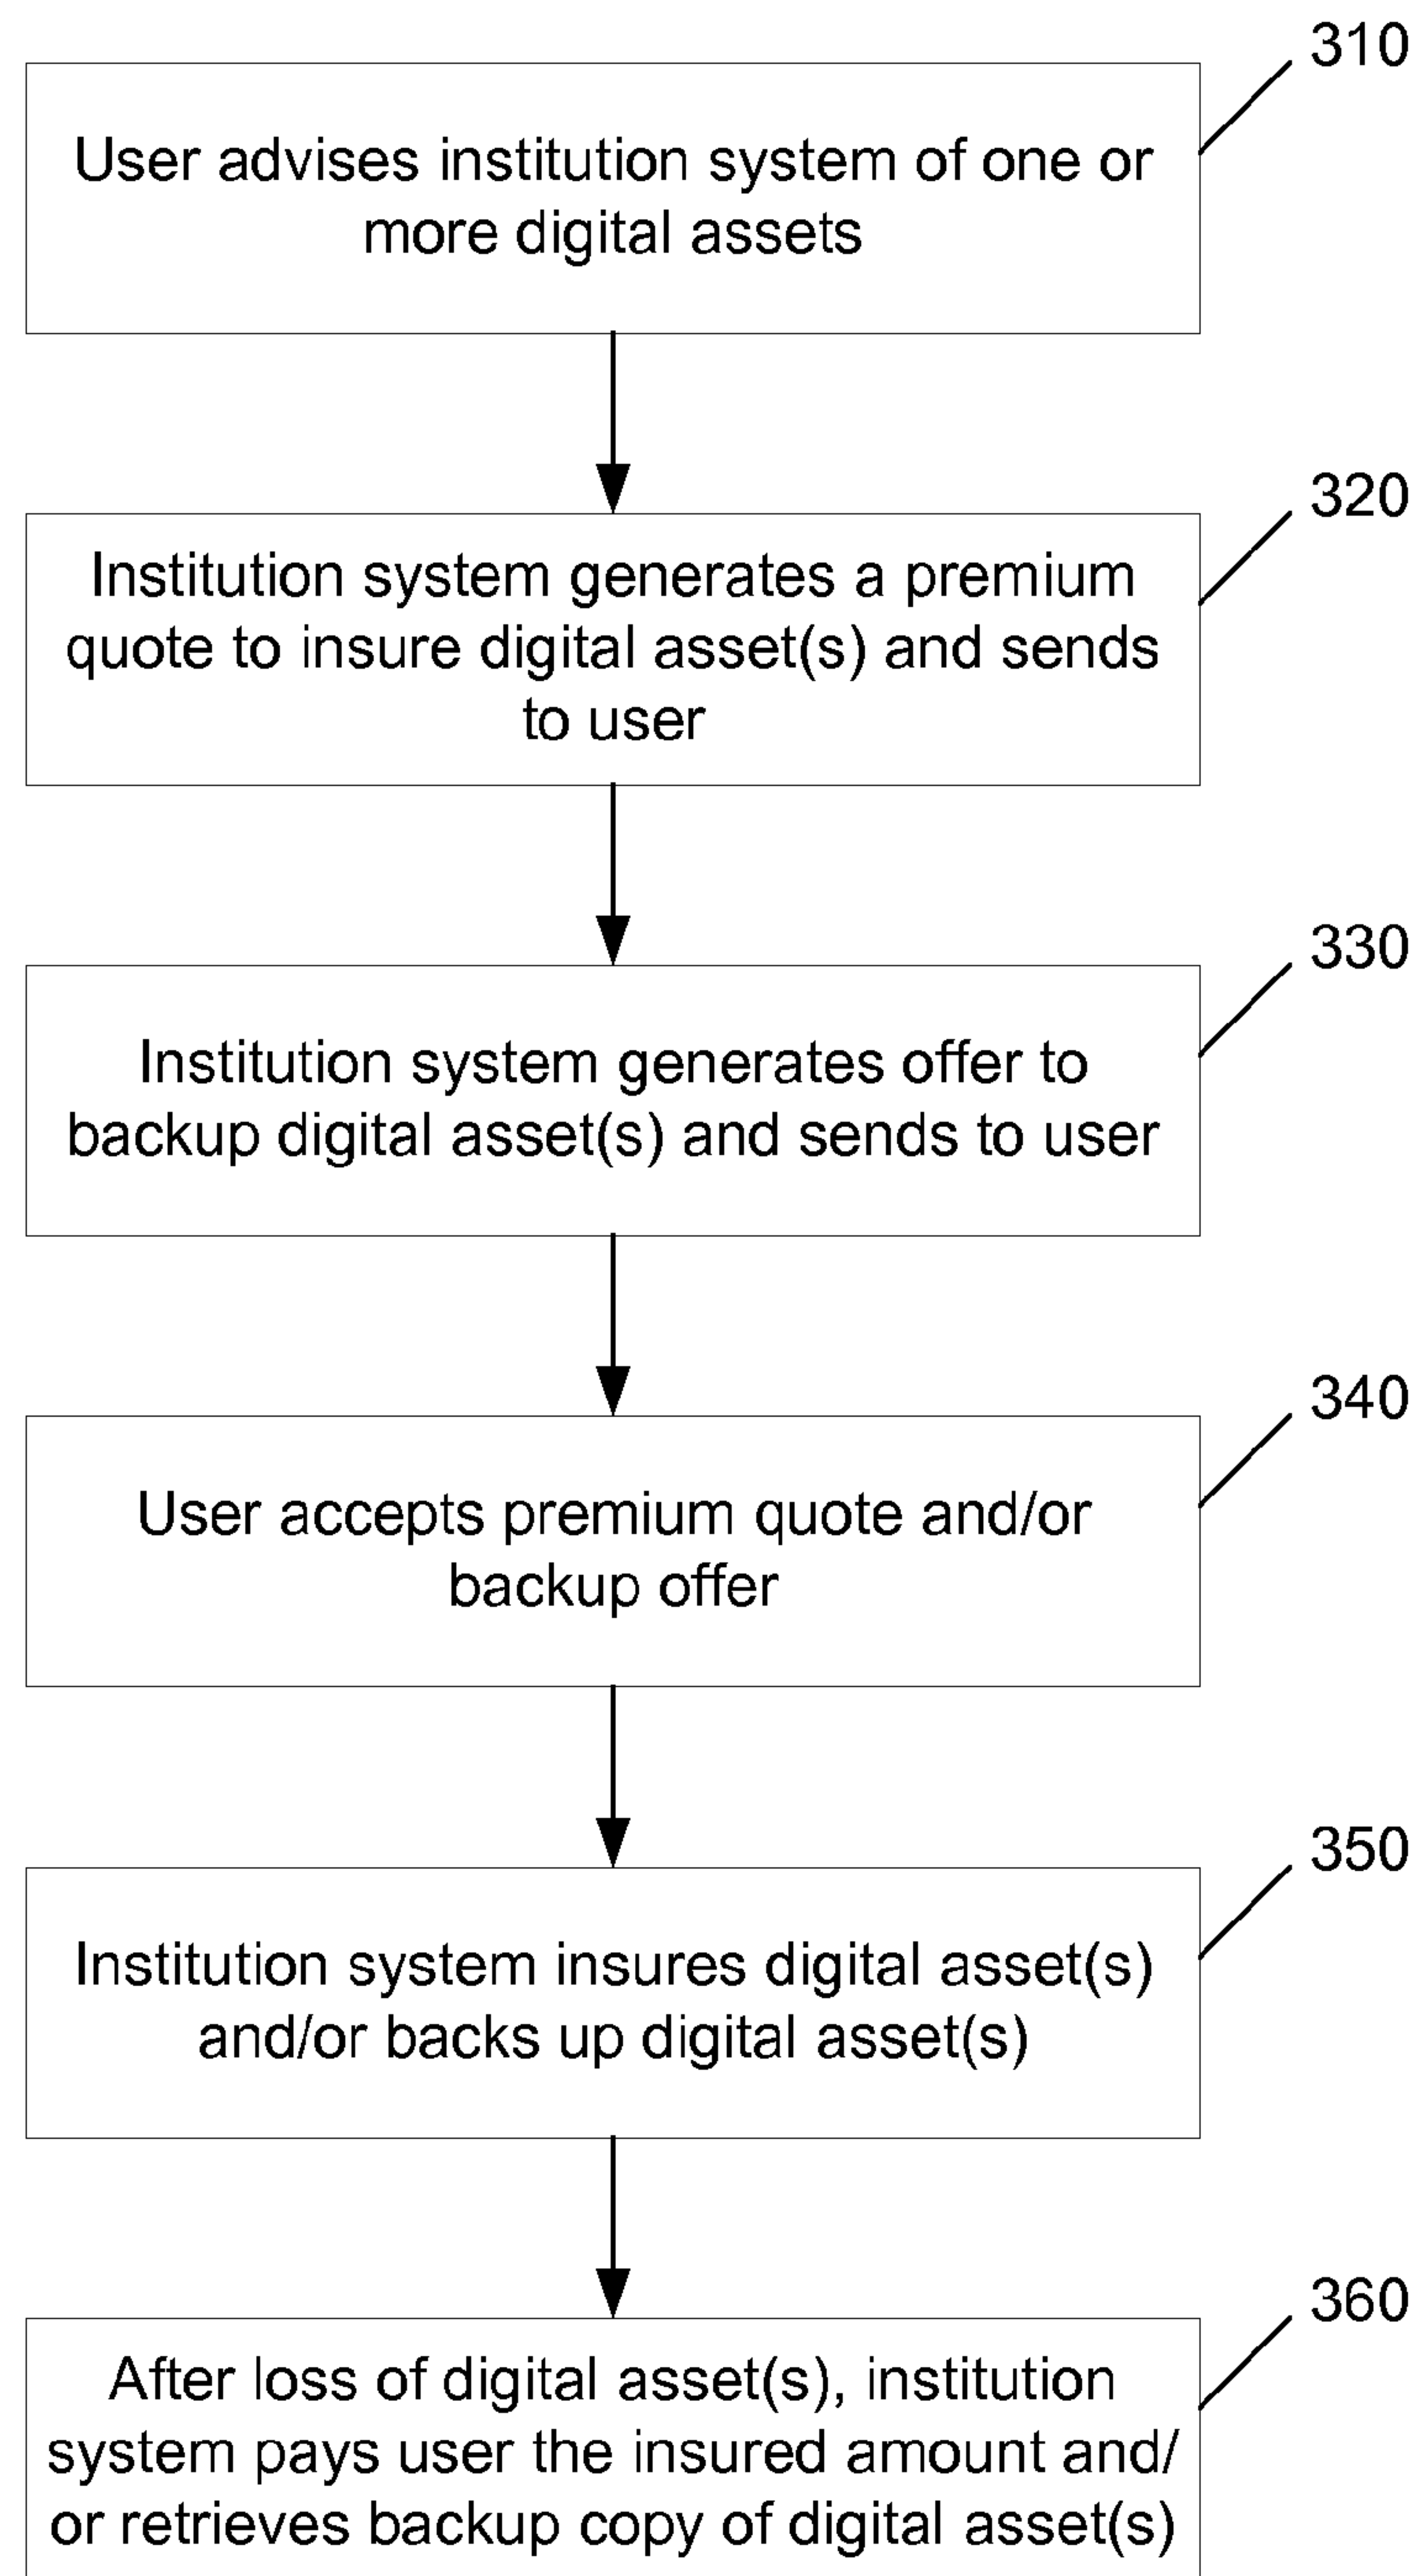 310
User advises institution system of one or
more digital assets
320
Institution system generates a premium
quote to insure digital asset(s) and sends
to user
330
Institution system generates offer to
backup digital asset(s) and sends to user
340
User accepts premium quote and/or
backup offer
350
Institution system insures digital asset(s)
and/or backs up digital asset(s)
360
After loss of digital asset(s), institution
system pays user the insured amount and/
or retrieves backup copy of digital asset(s)